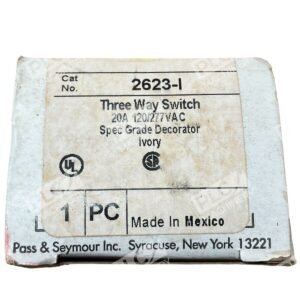 Cat
No.
2623-I
Three Way Switch
20A 120/277VAC
Spec Grade Decorator
Ivory
UL
1 PC Made In Mexico
Pass & Seymour Inc. Syracuse, New York 13221